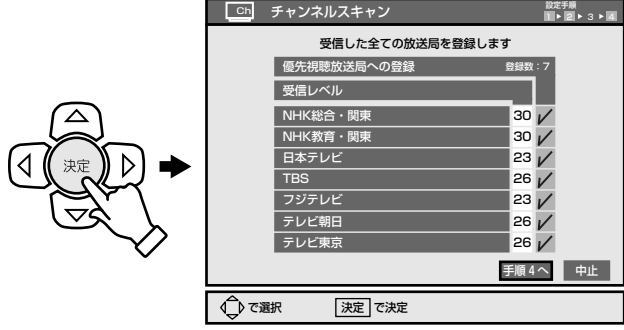 Ch チャンネルスキャン
設定手順
1 ▶ 2 ▶ 3 ▶ 4
受信した全ての放送局を登録します
優先視聴放送局への登録 登録数：7
受信レベル
NHK総合・関東 30 ✓
NHK教育・関東 30 ✓
日本テレビ 23 ✓
TBS 26 ✓
フジテレビ 23 ✓
テレビ朝日 26 ✓
テレビ東京 26 ✓
決定
手順4へ 中止
で選択 決定 で決定